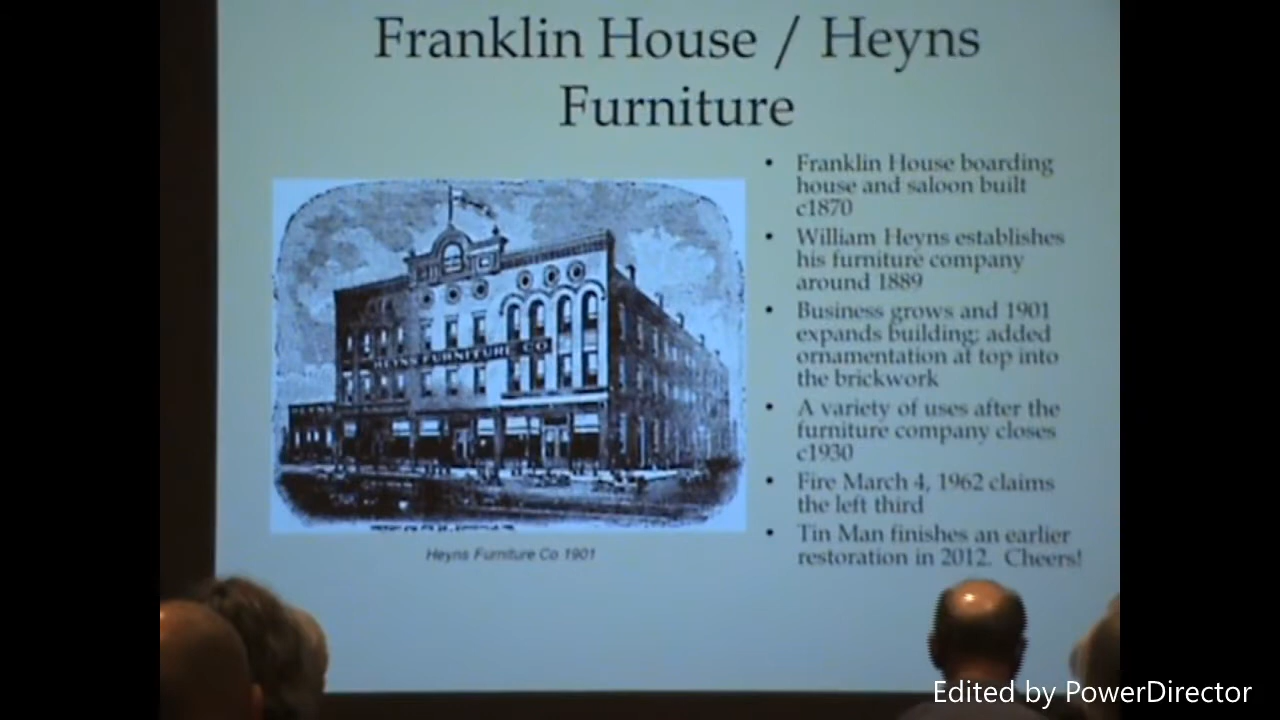 Franklin House / Heyns
Furniture
• Franklin House boarding
house and saloon built
c1870
• William Heyns establishes
his furniture company
around 1889
• Business grows and 1901
expands building; added
ornamentation at top into
the brickwork
• A variety of uses after the
furniture company closes
c1930
• Fire March 4, 1962 claims
the left third
• Tin Man finishes an earlier
restoration in 2012. Cheers!
HEYNS FURNITURE CO
Heyns Furniture Co 1901
Edited by PowerDirector